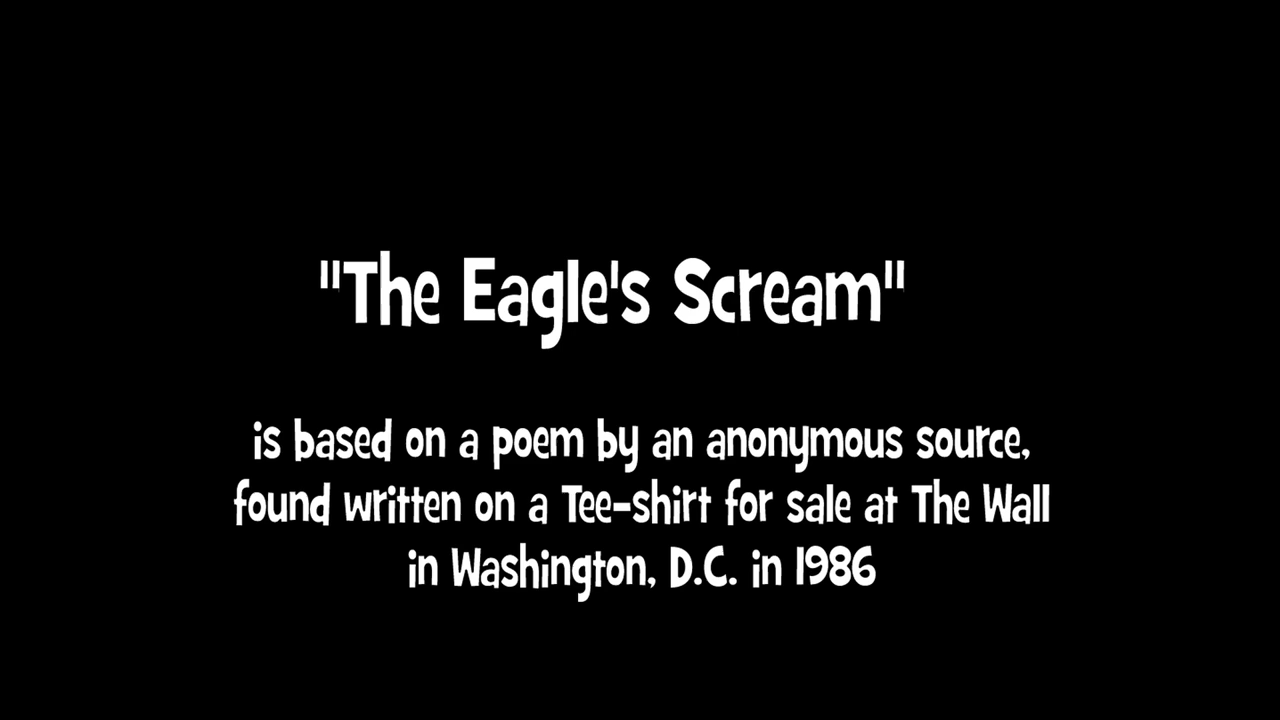 "The Eagle's Scream"
is based on a poem by an anonymous source,
found written on a Tee-shirt for sale at The Wall
in Washington, D.C. in 1986